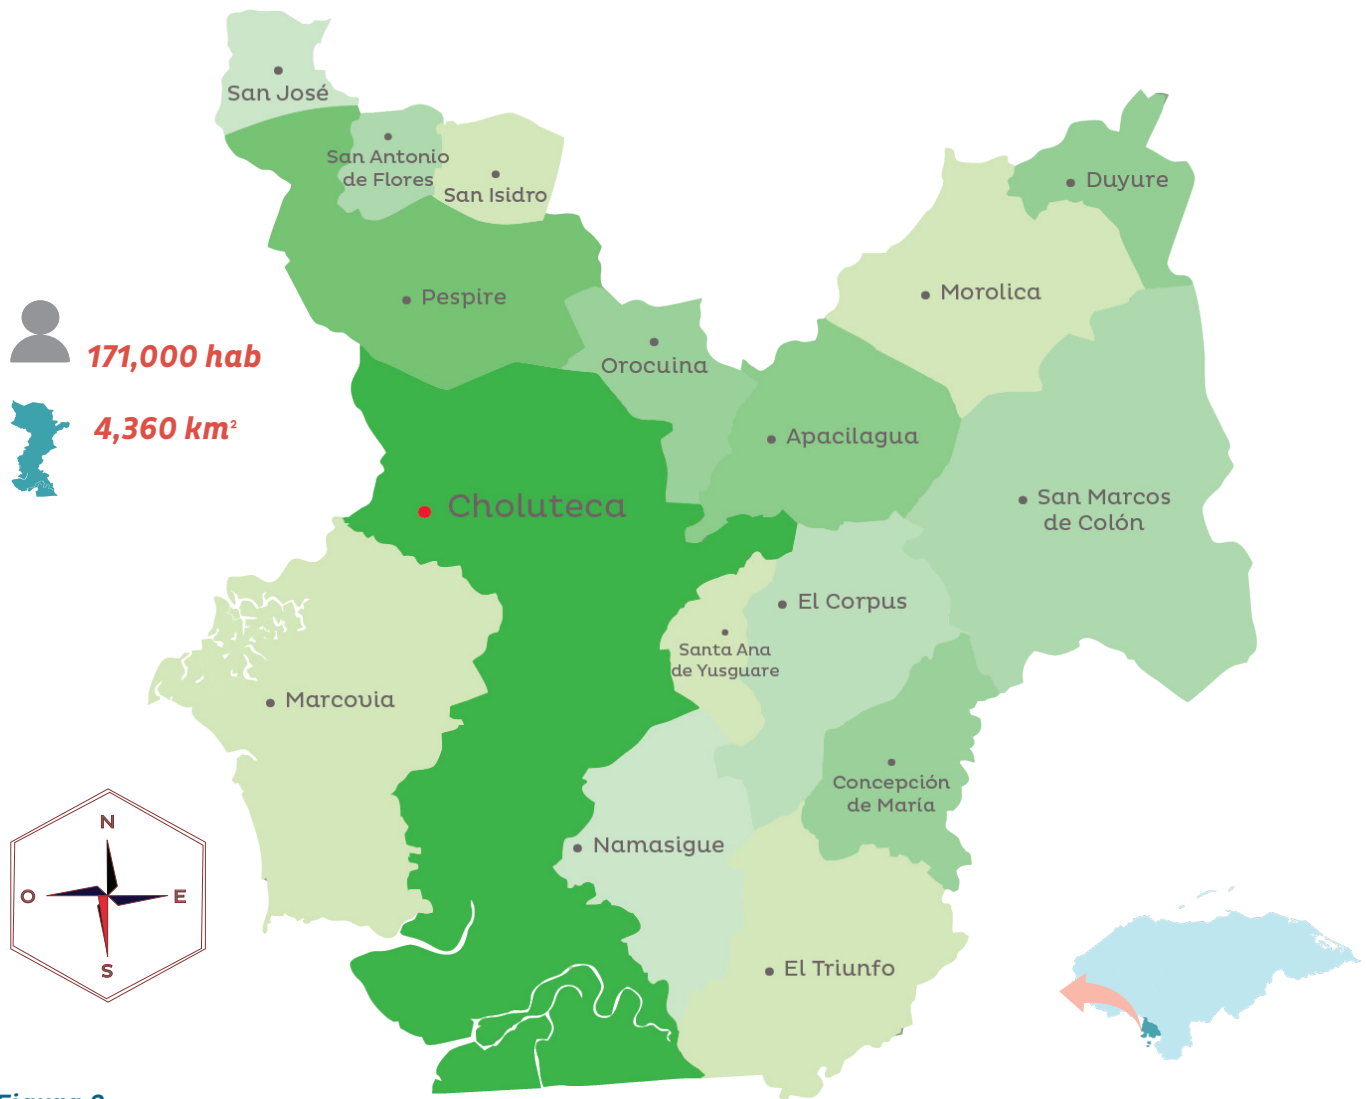 San José
San Antonio
de Flores
San Isidro
Duyure
Pespire
Morolica
171,000 hab
Orocuina
4,360 km²
Apacilagua
Choluteca
San Marcos
de Colón
El Corpus
Santa Ana
de Yusguare
Marcovia
Concepción
de María
N
Namasigue
O
E
S
El Triunfo